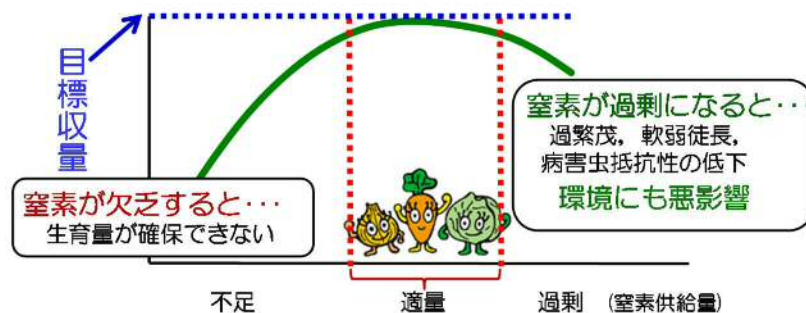 目標収量
窒素が過剰になると・・・
過繁茂，軟弱徒長，
病害虫抵抗性の低下
環境にも悪影響
窒素が欠乏すると・・・
生育量が確保できない
不足 適量 過剰 (窒素供給量)